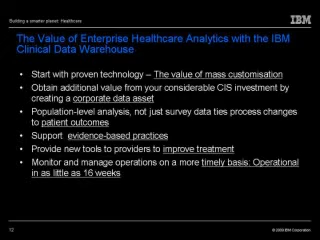 Building a smarter planet: Healthcare
IBM
The Value of Enterprise Healthcare Analytics with the IBM
Clinical Data Warehouse
• Start with proven technology – The value of mass customisation
• Obtain additional value from your considerable CIS investment by
creating a corporate data asset
• Population-level analysis, not just survey data ties process changes
to patient outcomes
• Support evidence-based practices
• Provide new tools to providers to improve treatment
• Monitor and manage operations on a more timely basis: Operational
in as little as 16 weeks
12
© 2009 IBM Corporation